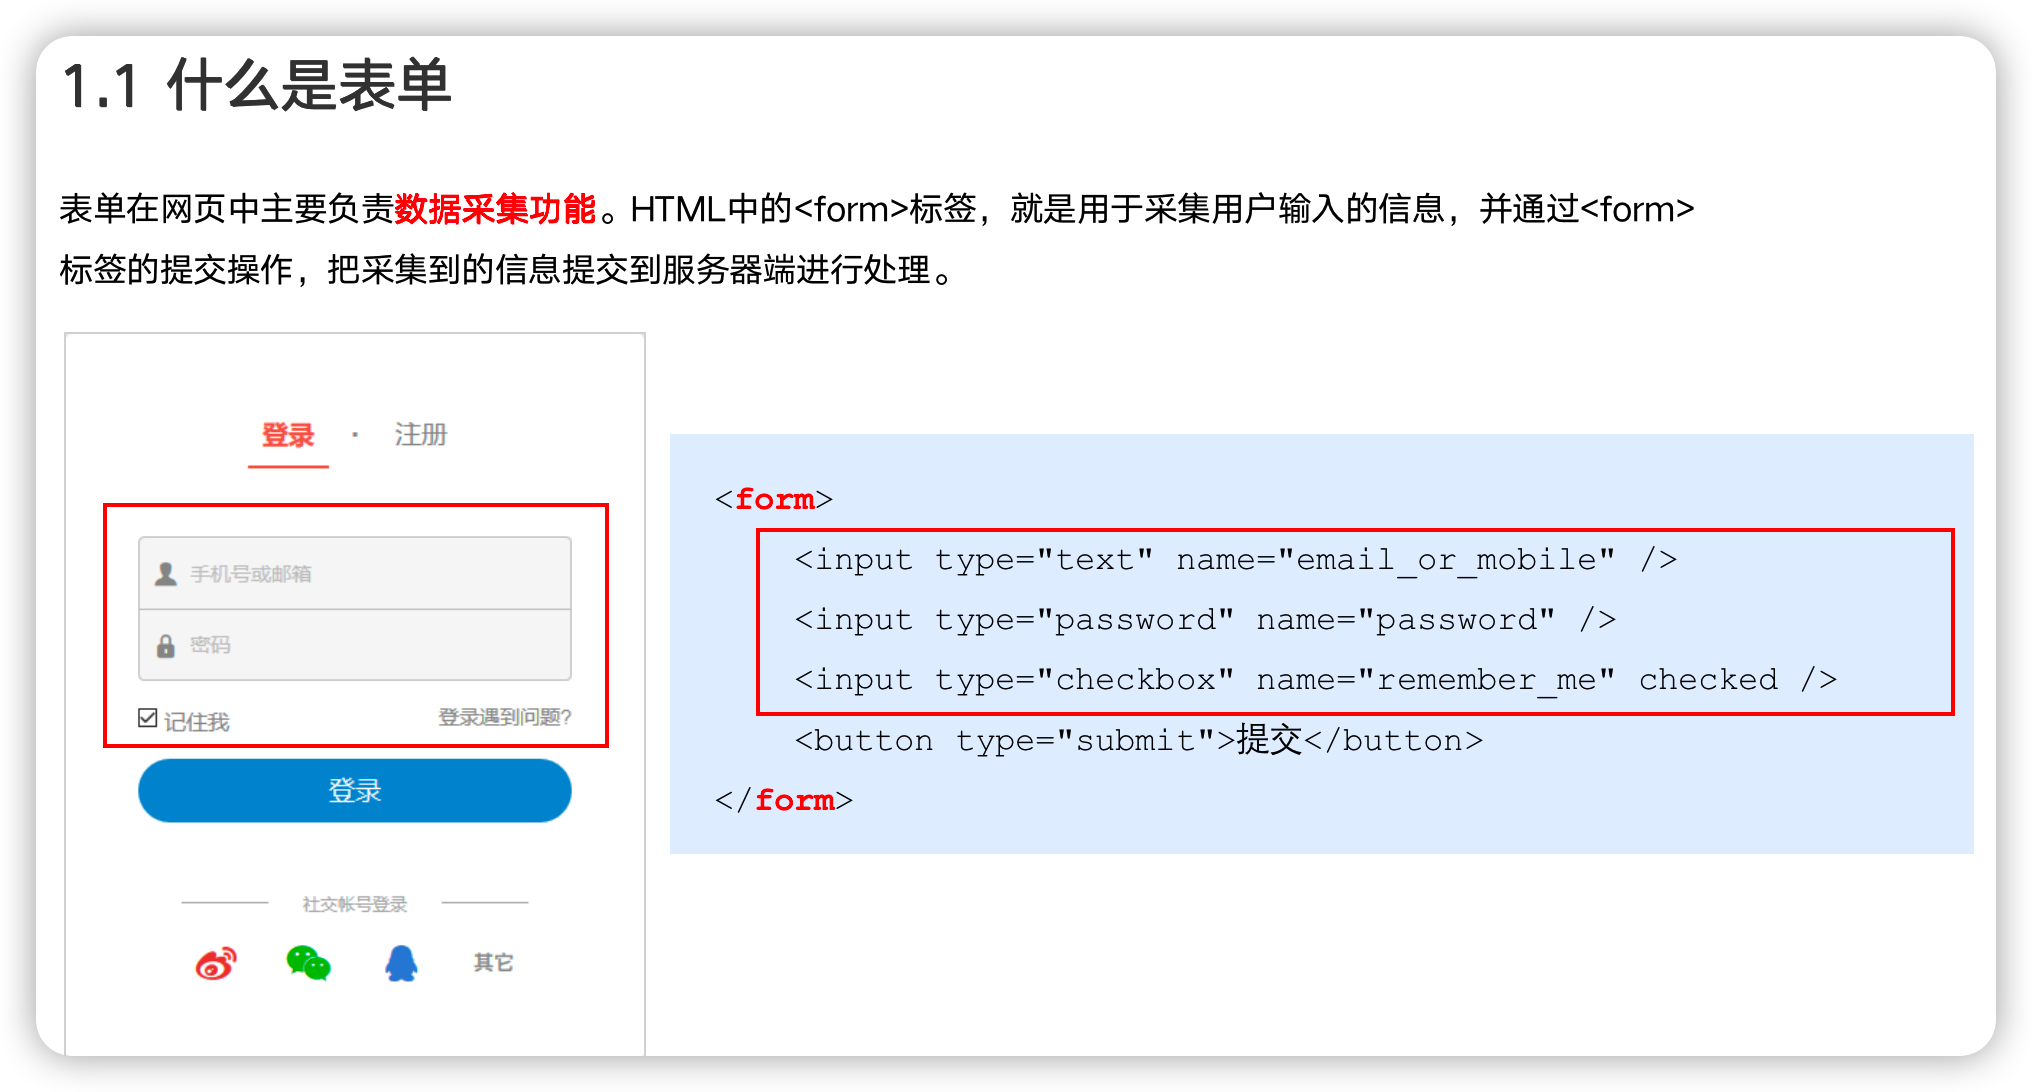 1.1 什么是表单
表单在网页中主要负责数据采集功能。HTML中的<form>标签，就是用于采集用户输入的信息，并通过<form>
标签的提交操作，把采集到的信息提交到服务器端进行处理。
登录 · 注册
手机号或邮箱
密码
记住我 登录遇到问题?
登录
社交帐号登录
其它
<form>
<input type="text" name="email_or_mobile" />
<input type="password" name="password" />
<input type="checkbox" name="remember_me" checked />
<button type="submit">提交</button>
</form>